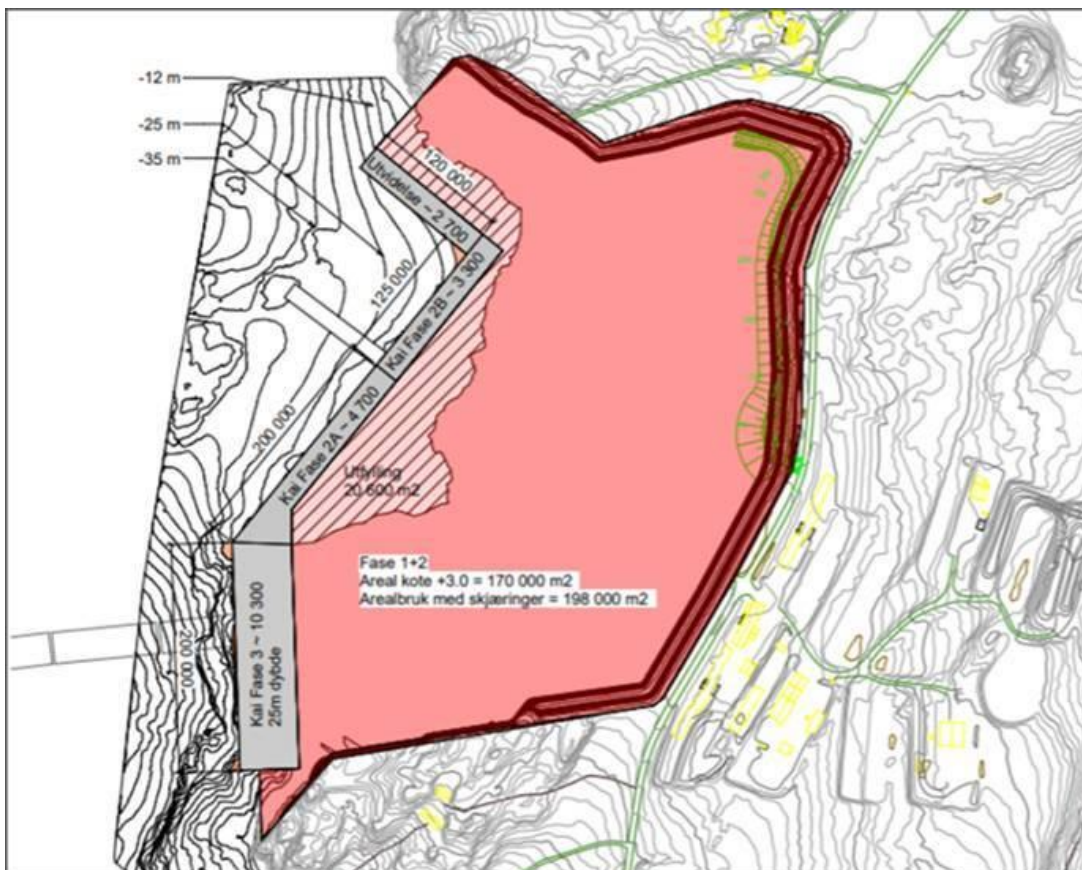 -12 m
-25 m
-35 m
120 000
Utvidelse ~ 2 700
125 000
Kai Fase 2B ~ 3 300
200 000
Kai Fase 2A ~ 4 700
Utfylling
20 600 m2
Fase 1+2
Areal kote +3.0 = 170 000 m2
Arealbruk med skjæringer = 198 000 m2
200 000
Kai Fase 3 ~ 10 300
25m dybde